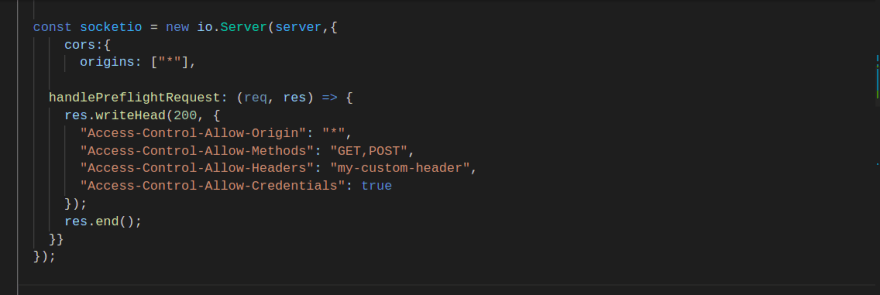 const socketio = new io.Server(server,{
cors:{
origins: ["*"],
handlePreflightRequest: (req, res) => {
res.writeHead(200, {
"Access-Control-Allow-Origin": "*",
"Access-Control-Allow-Methods": "GET,POST",
"Access-Control-Allow-Headers": "my-custom-header",
"Access-Control-Allow-Credentials": true
});
res.end();
}}
});